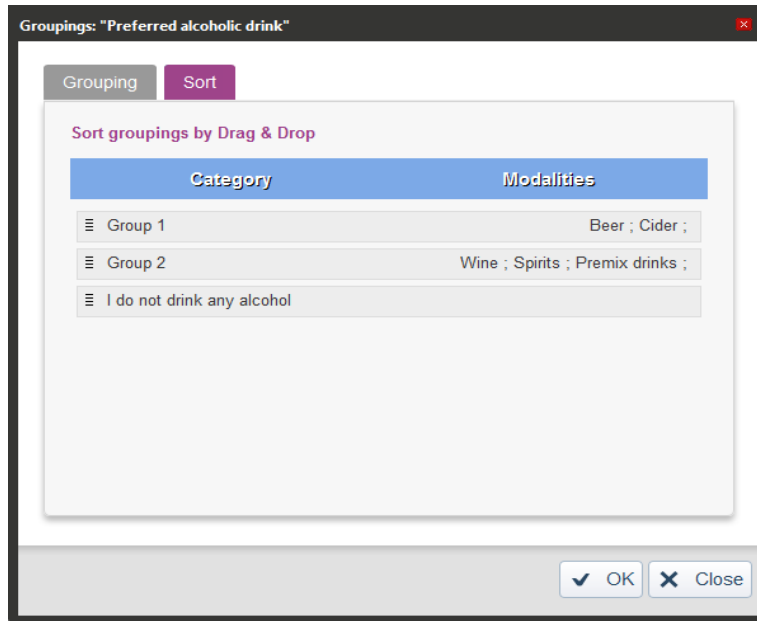 Groupings: "Preferred alcoholic drink"
Grouping Sort
Sort groupings by Drag & Drop
Category Modalities
Group 1 Beer ; Cider ;
Group 2 Wine ; Spirits ; Premix drinks ;
I do not drink any alcohol
OK Close